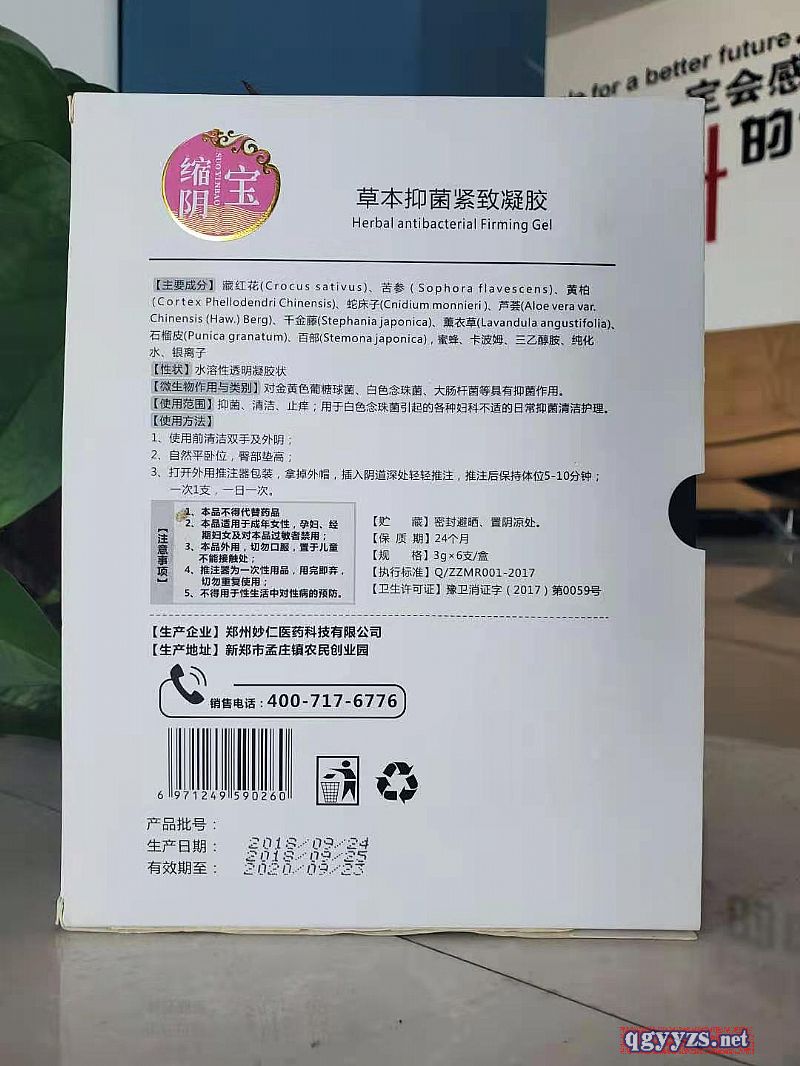 for a better future
定会感
的
缩阴
SUO YIN BAO
宝
草本抑菌紧致凝胶
Herbal antibacterial Firming Gel
【主要成分】藏红花(Crocus sativus)、苦参(Sophora flavescens)、黄柏
(Cortex Phellodendri Chinensis)、蛇床子(Cnidium monnieri)、芦荟(Aloe vera var.
Chinensis (Haw.) Berg)、千金藤(Stephania japonica)、薰衣草(Lavandula angustifolia)、
石榴皮(Punica granatum)、百部(Stemona japonica)，蜜蜂、卡波姆、三乙醇胺、纯化
水、银离子
【性状】水溶性透明凝胶状
【微生物作用与类别】对金黄色葡糖球菌、白色念珠菌、大肠杆菌等具有抑菌作用。
【使用范围】抑菌、清洁、止痒；用于白色念珠菌引起的各种妇科不适的日常抑菌清洁护理。
【使用方法】
1、使用前清洁双手及外阴；
2、自然平卧位，臀部垫高；
3、打开外用推注器包装，拿掉外帽，插入阴道深处轻轻推注，推注后保持体位5-10分钟；
一次1支，一日一次。
【注意事项】
1、本品不得代替药品
2、本品适用于成年女性，孕妇、经
期妇女及对本品过敏者禁用；
3、本品外用，切勿口服，置于儿童
不能接触处；
4、推注器为一次性用品，用完即弃，
切勿重复使用；
5、不得用于性生活中对性病的预防。
【贮 藏】密封避晒、置阴凉处。
【保 质 期】24个月
【规 格】3g×6支/盒
【执行标准】Q/ZZMR001-2017
【卫生许可证】豫卫消证字（2017）第0059号
【生产企业】郑州妙仁医药科技有限公司
【生产地址】新郑市孟庄镇农民创业园
销售电话：400-717-6776
6 971249 590260
产品批号：
生产日期：
有效期至：
2018/09/24
2018/09/25
2020/09/23
qgyyzs.net